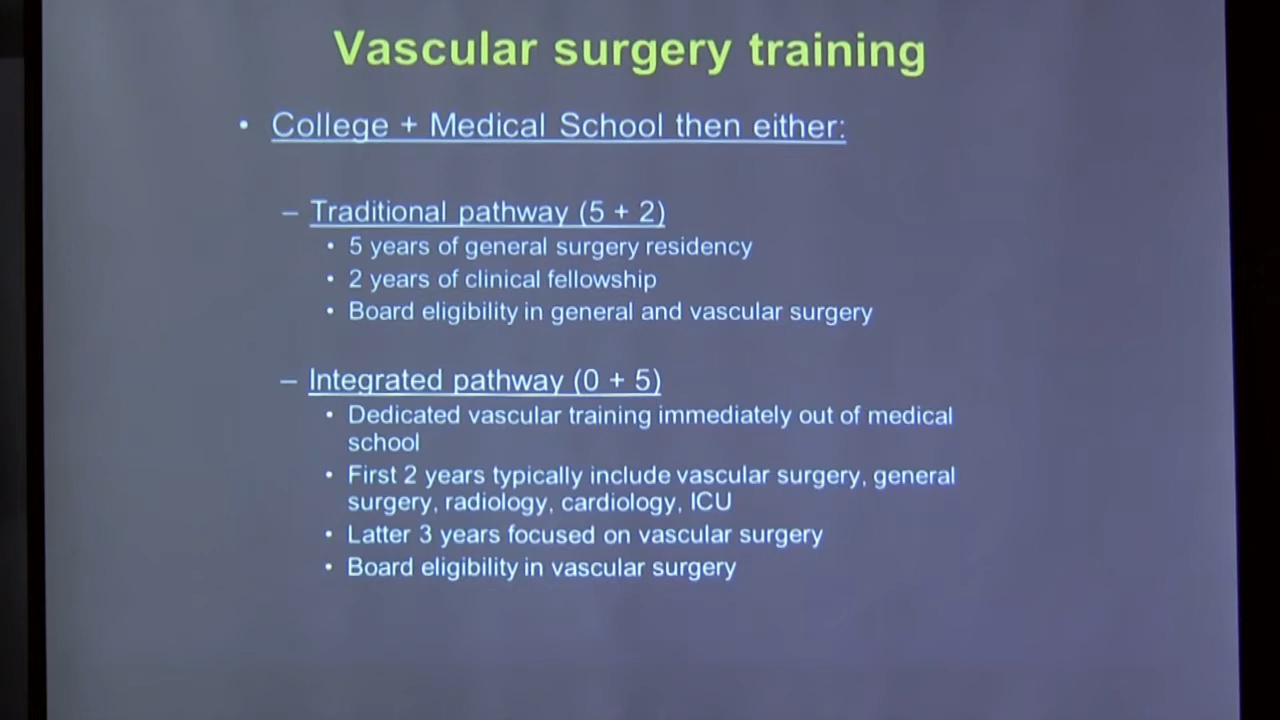 Vascular surgery training
• College + Medical School then either:
– Traditional pathway (5 + 2)
• 5 years of general surgery residency
• 2 years of clinical fellowship
• Board eligibility in general and vascular surgery
– Integrated pathway (0 + 5)
• Dedicated vascular training immediately out of medical
school
• First 2 years typically include vascular surgery, general
surgery, radiology, cardiology, ICU
• Latter 3 years focused on vascular surgery
• Board eligibility in vascular surgery